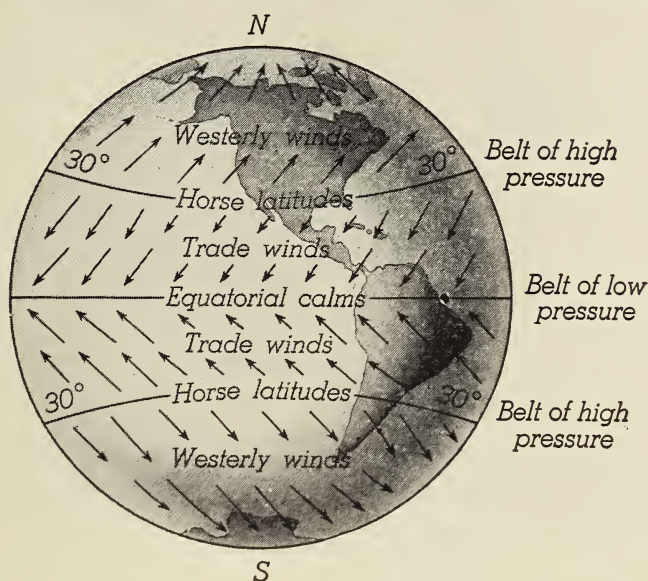 N
Westerly winds
30°
30°
Belt of high
pressure
Horse latitudes
Trade winds
Equatorial calms
Belt of low
pressure
Trade winds
Horse latitudes
30°
30°
Belt of high
pressure
Westerly winds
S